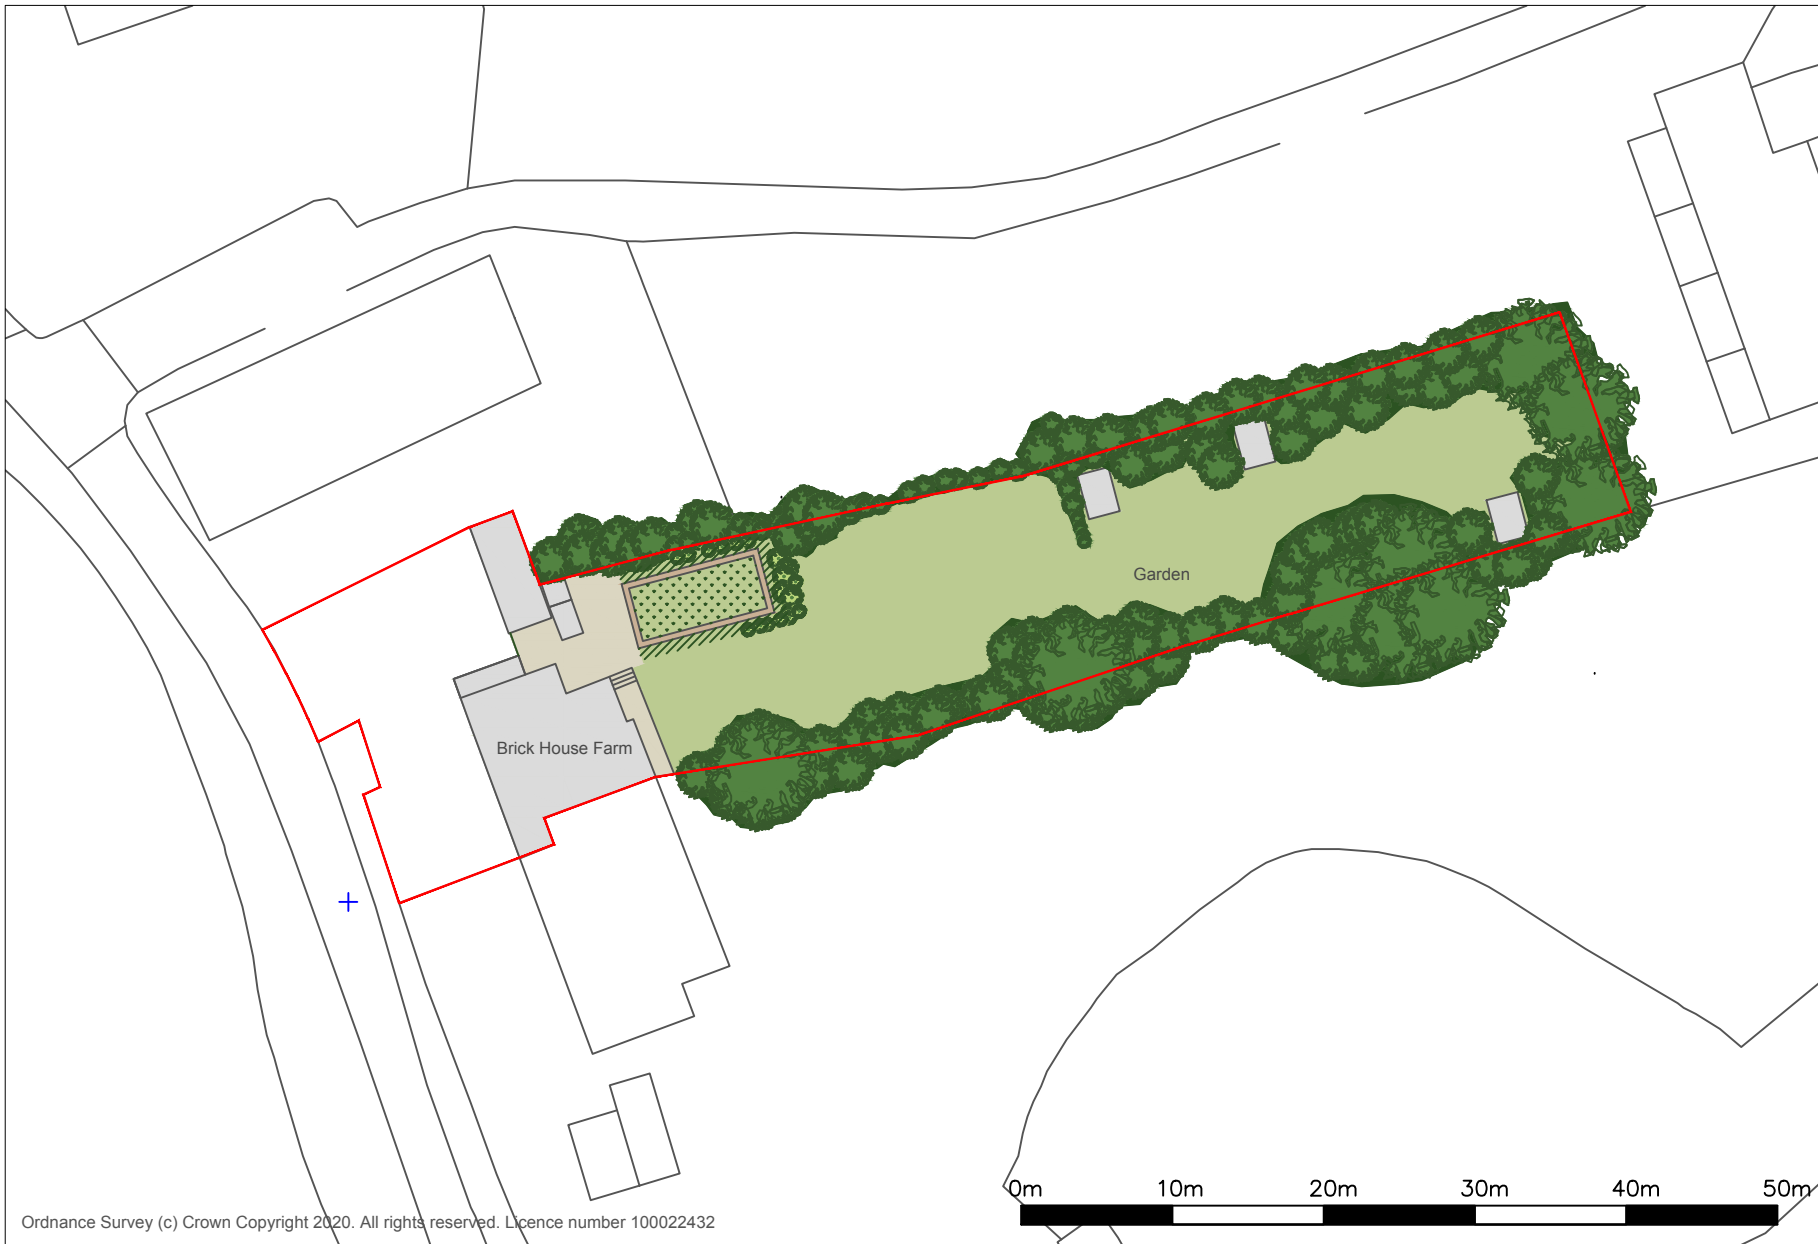 Garden
Brick House Farm
0m 10m 20m 30m 40m 50m
Ordnance Survey (c) Crown Copyright 2020. All rights reserved. Licence number 100022432